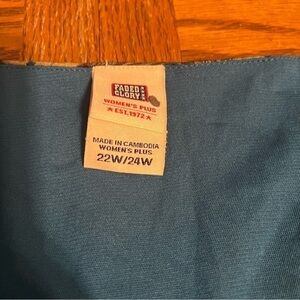 FADED
GLORY
WOMEN'S PLUS
★ EST.1972 ★
MADE IN CAMBODIA
WOMEN'S PLUS
22W/24W